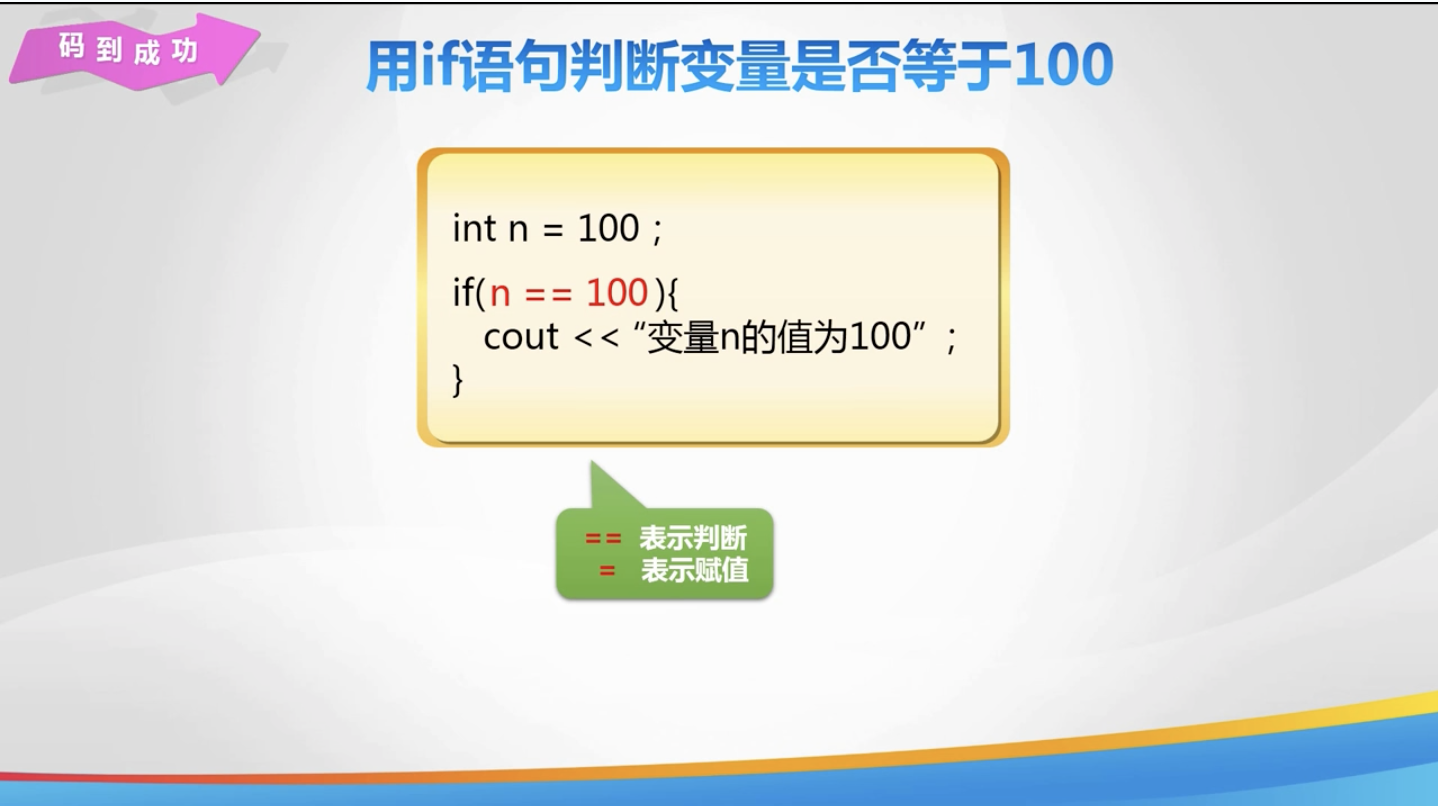 码到成功
用if语句判断变量是否等于100
int n = 100 ;
if(n == 100){
cout << “变量n的值为100” ;
}
== 表示判断
= 表示赋值